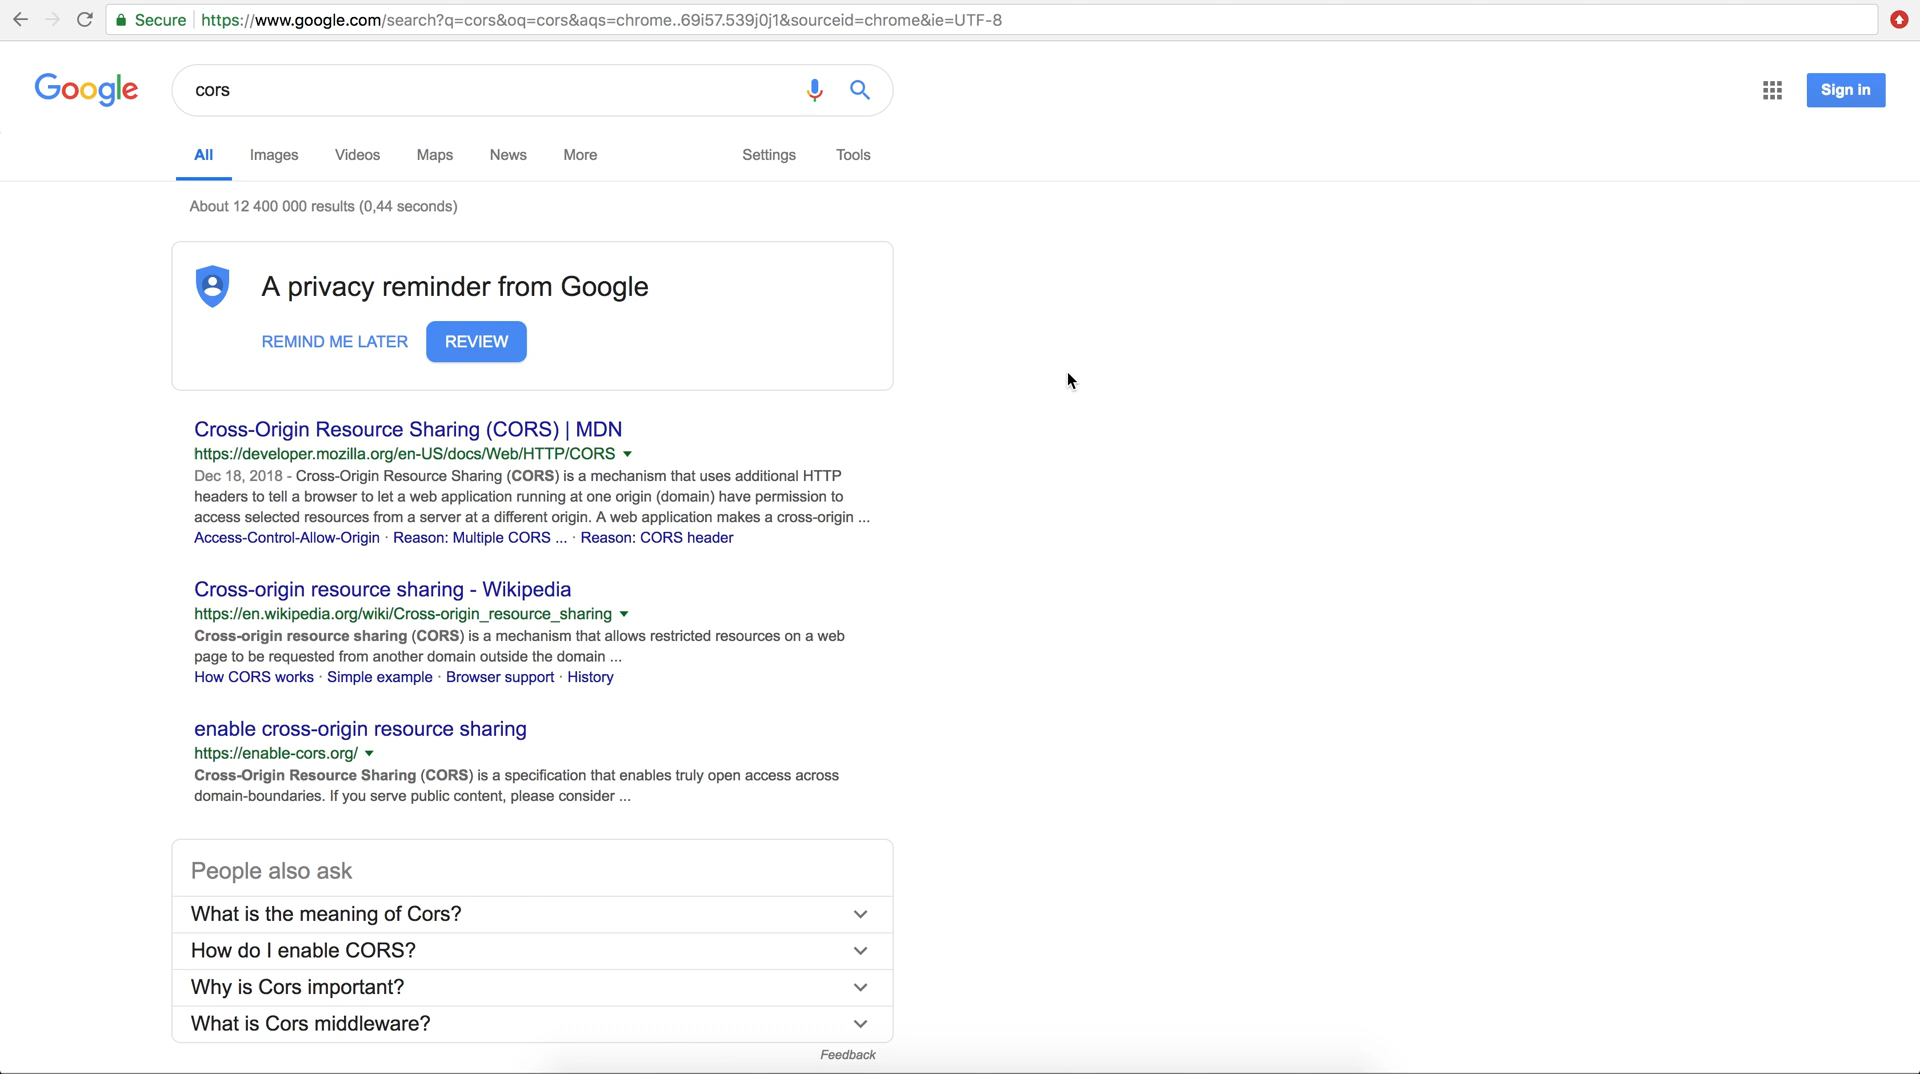 Secure https://www.google.com/search?q=cors&oq=cors&aqs=chrome..69i57.539j0j1&sourceid=chrome&ie=UTF-8
Google cors Sign in
All Images Videos Maps News More Settings Tools
About 12 400 000 results (0,44 seconds)
A privacy reminder from Google
REMIND ME LATER REVIEW
Cross-Origin Resource Sharing (CORS) | MDN
https://developer.mozilla.org/en-US/docs/Web/HTTP/CORS
Dec 18, 2018 - Cross-Origin Resource Sharing (CORS) is a mechanism that uses additional HTTP
headers to tell a browser to let a web application running at one origin (domain) have permission to
access selected resources from a server at a different origin. A web application makes a cross-origin ...
Access-Control-Allow-Origin · Reason: Multiple CORS ... · Reason: CORS header
Cross-origin resource sharing - Wikipedia
https://en.wikipedia.org/wiki/Cross-origin_resource_sharing
Cross-origin resource sharing (CORS) is a mechanism that allows restricted resources on a web
page to be requested from another domain outside the domain ...
How CORS works · Simple example · Browser support · History
enable cross-origin resource sharing
https://enable-cors.org/
Cross-Origin Resource Sharing (CORS) is a specification that enables truly open access across
domain-boundaries. If you serve public content, please consider ...
People also ask
What is the meaning of Cors?
How do I enable CORS?
Why is Cors important?
What is Cors middleware?
Feedback